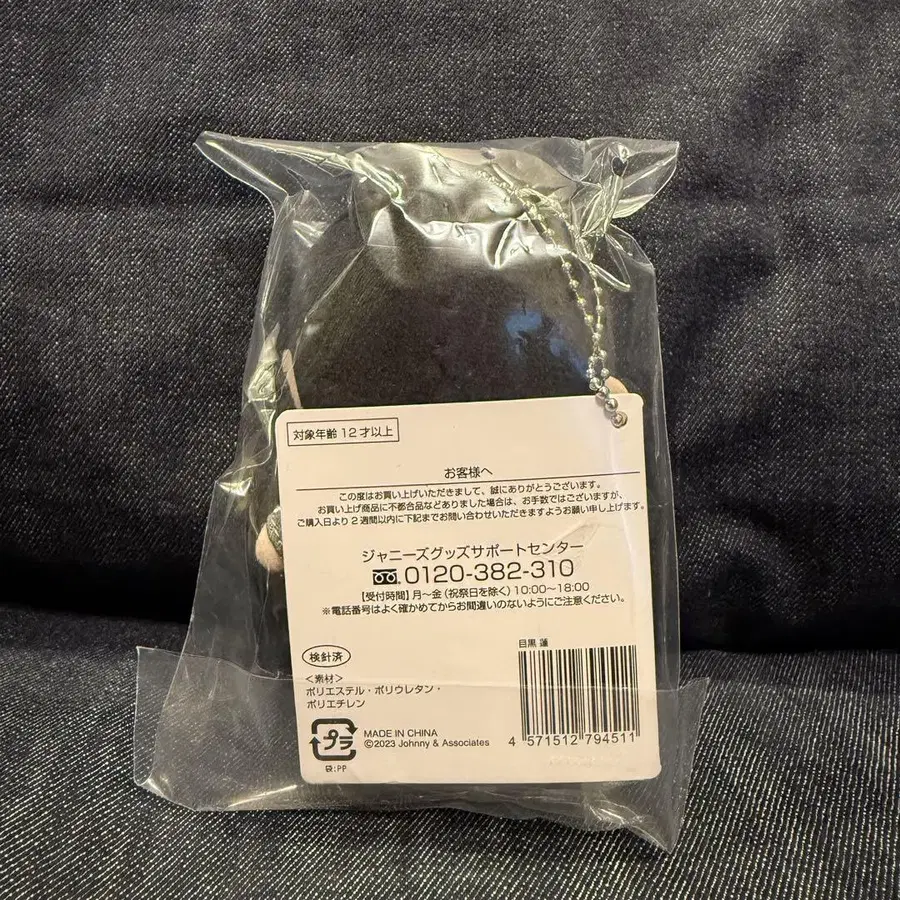 対象年齢 12 才以上
お客様へ
この度はお買い上げいただきまして、誠にありがとうございます。
お買い上げ商品に不都合品などありました場合は、お手数ではございますが、
ご購入日より2週間以内に下記までお問い合わせいただきますようお願い申し上げます。
ジャニーズグッズサポートセンター
0120-382-310
【受付時間】月～金（祝祭日を除く）10:00～18:00
※電話番号はよく確かめてからお間違いのないようにご注意ください。
検針済
＜素材＞
ポリエステル・ポリウレタン・
ポリエチレン
プラ
袋:PP
MADE IN CHINA
©2023 Johnny & Associates
目黒 蓮
4 571512 794511